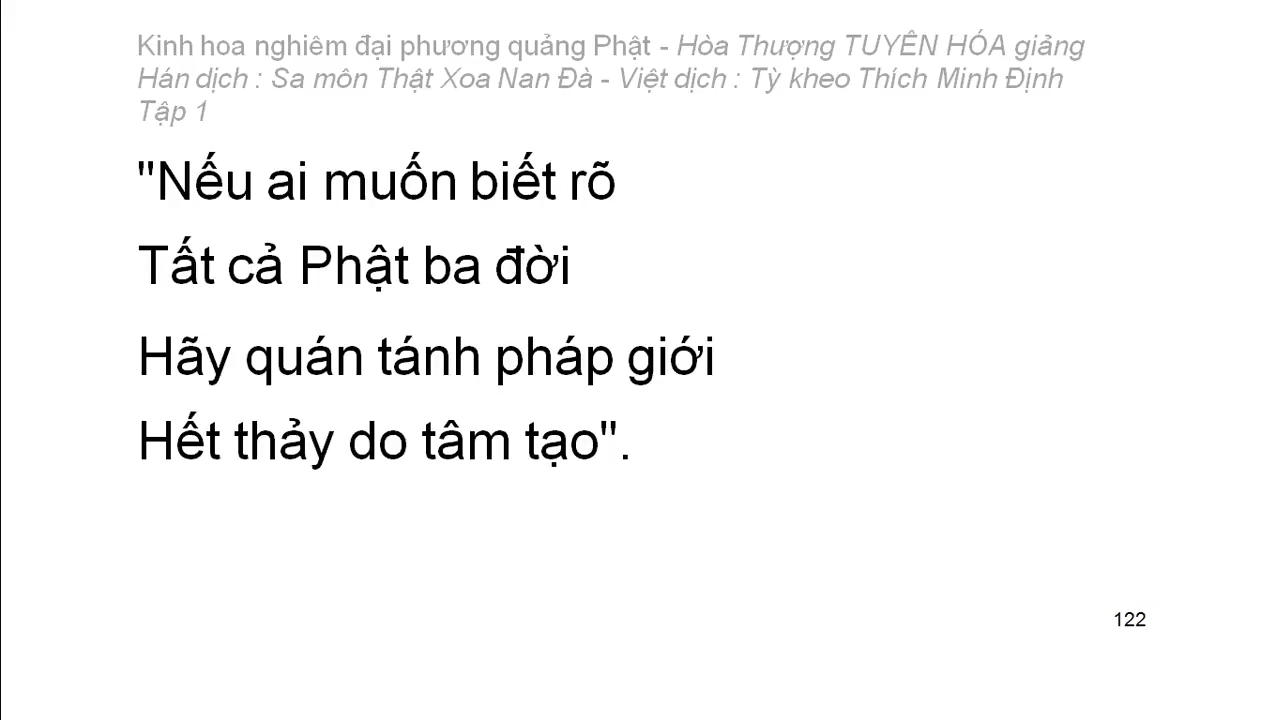 Kinh hoa nghiêm đại phương quảng Phật - Hòa Thượng TUYÊN HÓA giảng
Hán dịch : Sa môn Thật Xoa Nan Đà - Việt dịch : Tỳ kheo Thích Minh Định
Tập 1
"Nếu ai muốn biết rõ
Tất cả Phật ba đời
Hãy quán tánh pháp giới
Hết thảy do tâm tạo".
122